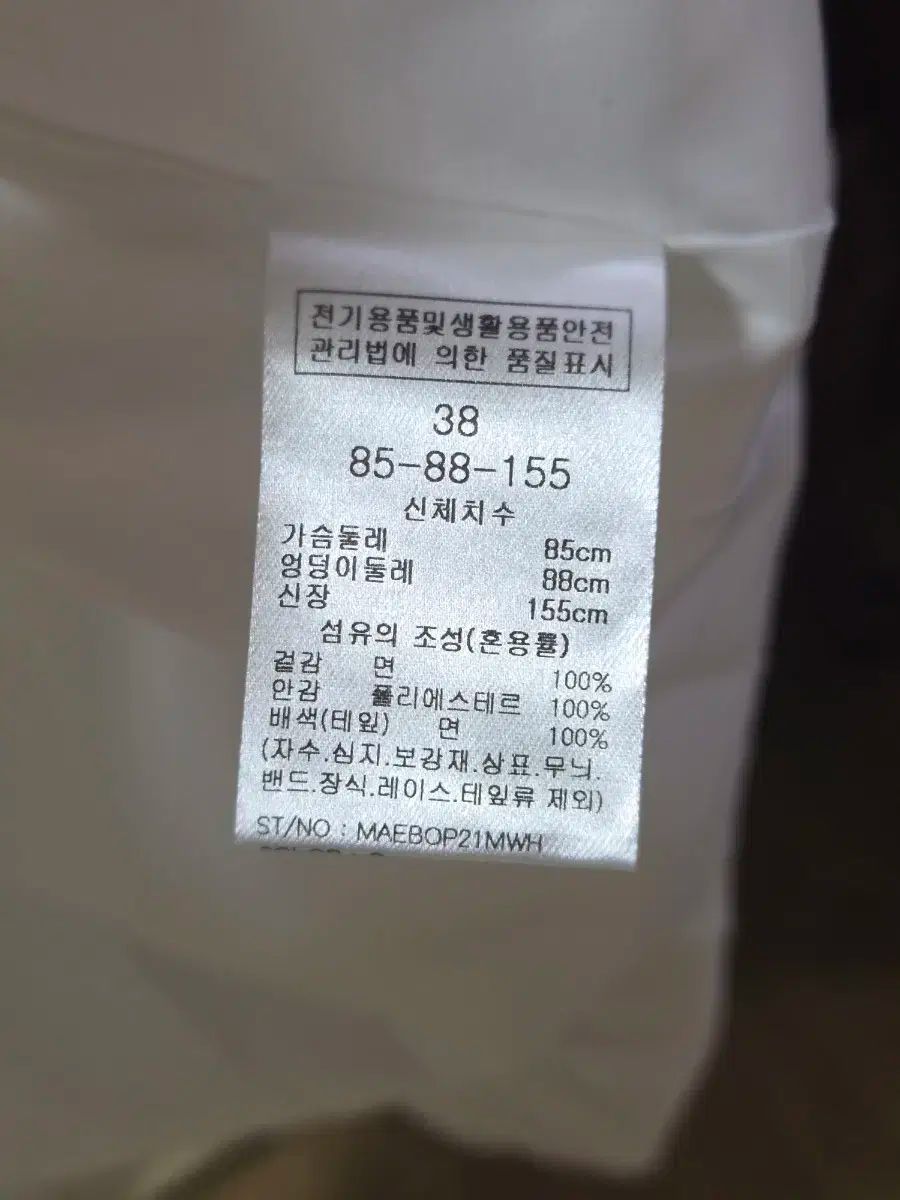 전기용품및생활용품안전
관리법에 의한 품질표시
38
85-88-155
신체치수
가슴둘레 85cm
엉덩이둘레 88cm
신장 155cm
섬유의 조성(혼용률)
겉감 면 100%
안감 폴리에스테르 100%
배색(테잎) 면 100%
(자수.심지.보강재.상표.무늬.
밴드.장식.레이스.테잎류 제외)
ST/NO : MAEBOP21MWH